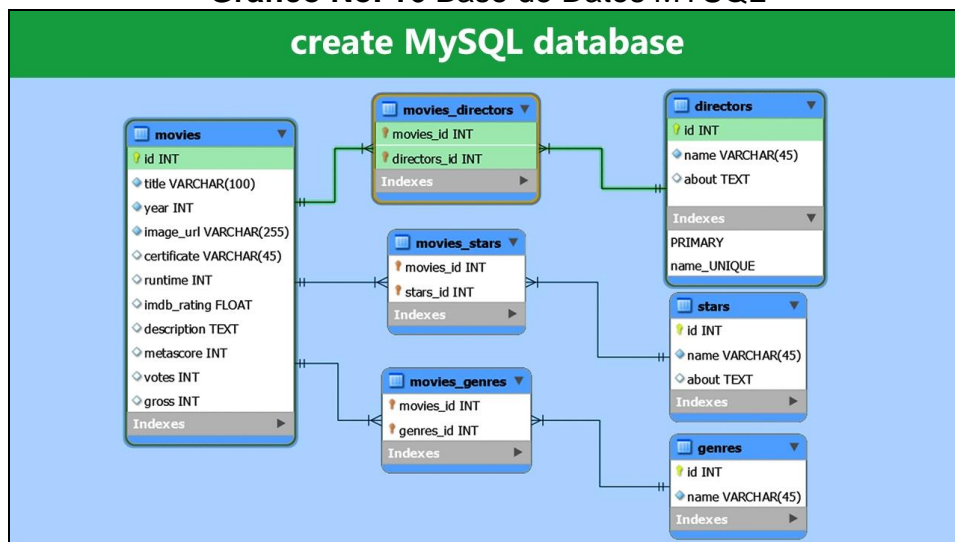 create MySQL database
movies
id INT
title VARCHAR(100)
year INT
image_url VARCHAR(255)
certificate VARCHAR(45)
runtime INT
imdb_rating FLOAT
description TEXT
metascore INT
votes INT
gross INT
Indexes
movies_directors
movies_id INT
directors_id INT
Indexes
movies_stars
movies_id INT
stars_id INT
Indexes
movies_genres
movies_id INT
genres_id INT
Indexes
directors
id INT
name VARCHAR(45)
about TEXT
Indexes
PRIMARY
name_UNIQUE
stars
id INT
name VARCHAR(45)
about TEXT
Indexes
genres
id INT
name VARCHAR(45)
Indexes